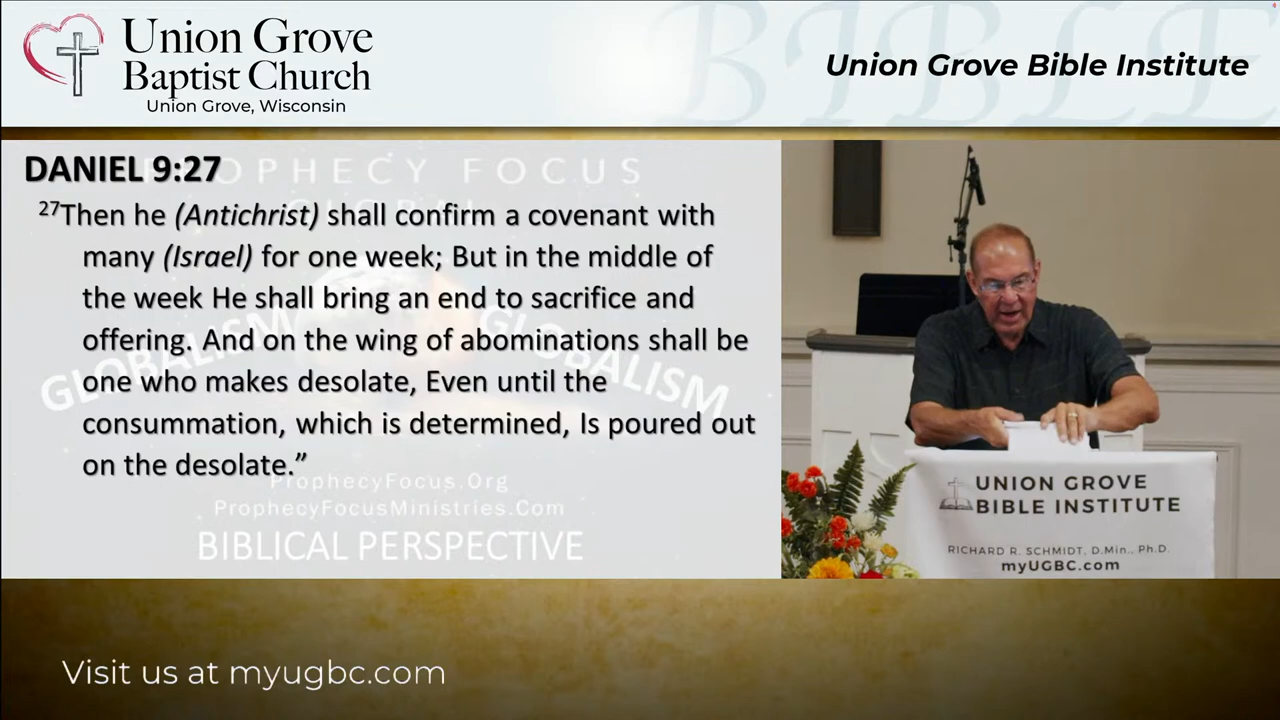 Union Grove
Baptist Church
Union Grove, Wisconsin
BIBLE
Union Grove Bible Institute
PROPHECY FOCUS
GLOBAL
DANIEL 9:27
27Then he (Antichrist) shall confirm a covenant with
many (Israel) for one week; But in the middle of
the week He shall bring an end to sacrifice and
offering. And on the wing of abominations shall be
one who makes desolate, Even until the
consummation, which is determined, Is poured out
on the desolate.”
GLOBALISM GLOBALISM
ProphecyFocus.Org
ProphecyFocusMinistries.Com
BIBLICAL PERSPECTIVE
UNION GROVE
BIBLE INSTITUTE
RICHARD R. SCHMIDT, D.Min., Ph.D.
myUGBC.com
Visit us at myugbc.com